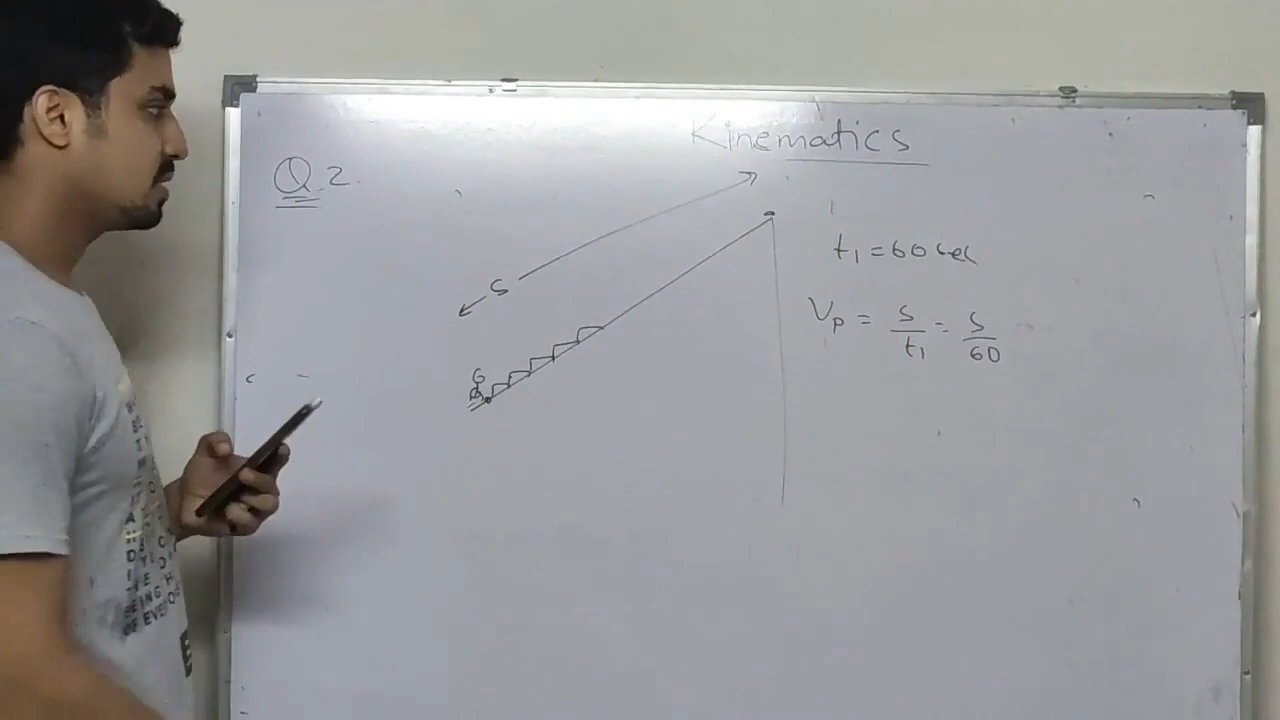 Kinematics
Q.2.
S
t₁ = 60 sec
Vp = S/t₁ = S/60